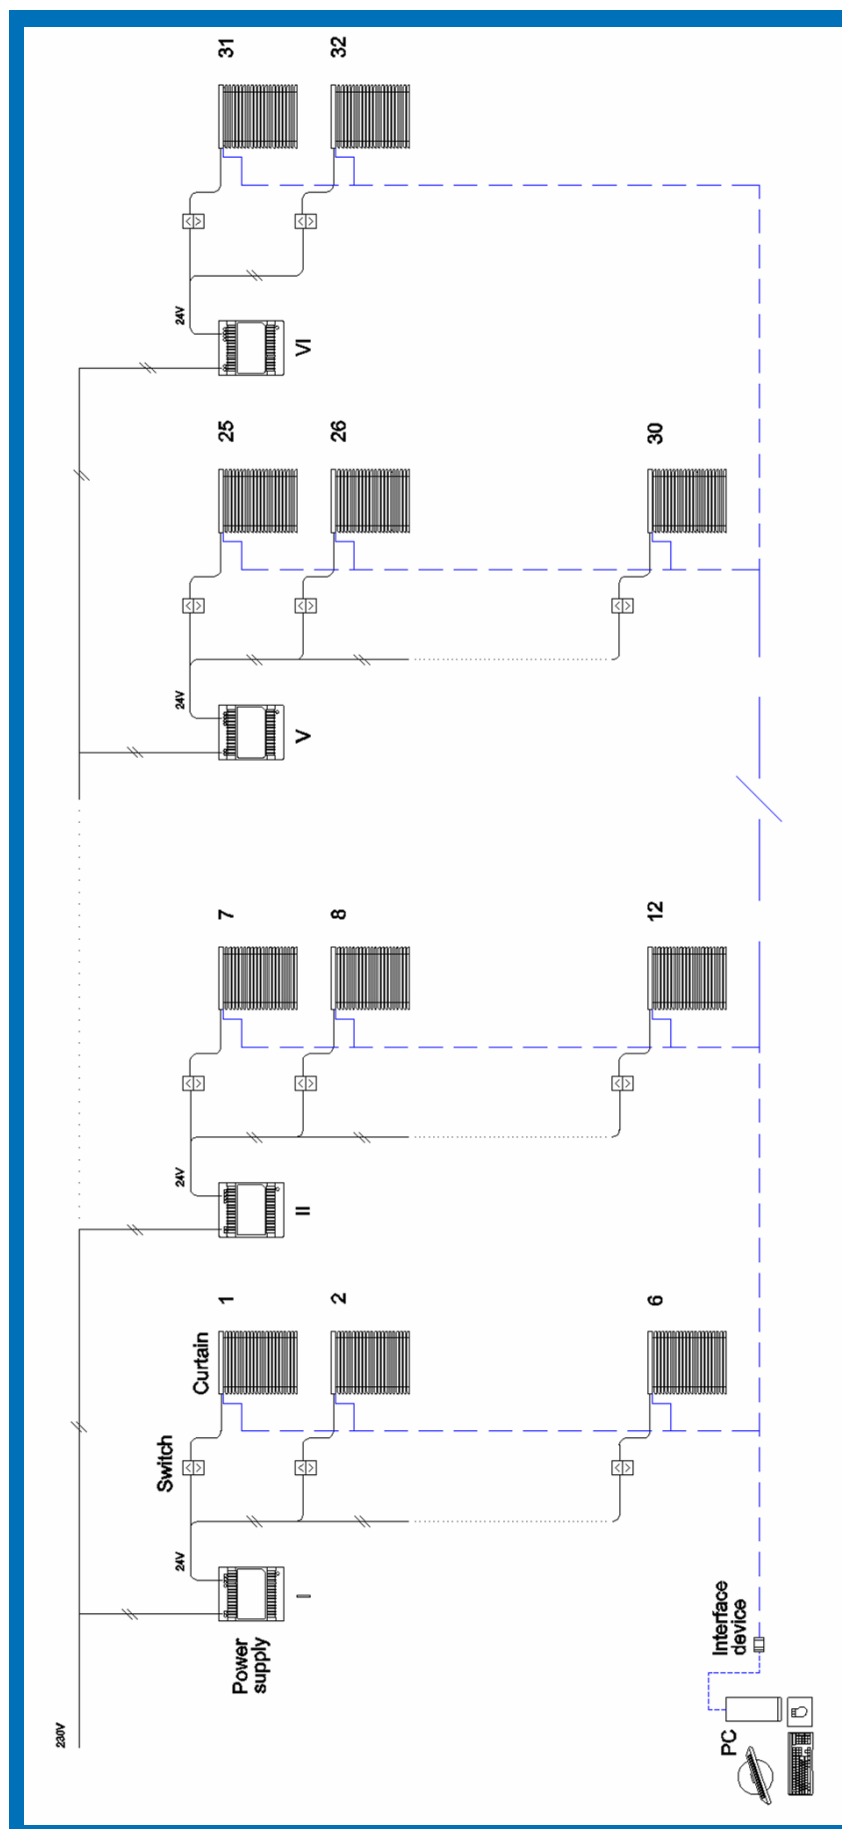 230V
Power
supply
I
24V
Switch
Curtain
1
2
6
II
24V
7
8
12
V
24V
25
26
30
VI
24V
31
32
PC
Interface
device